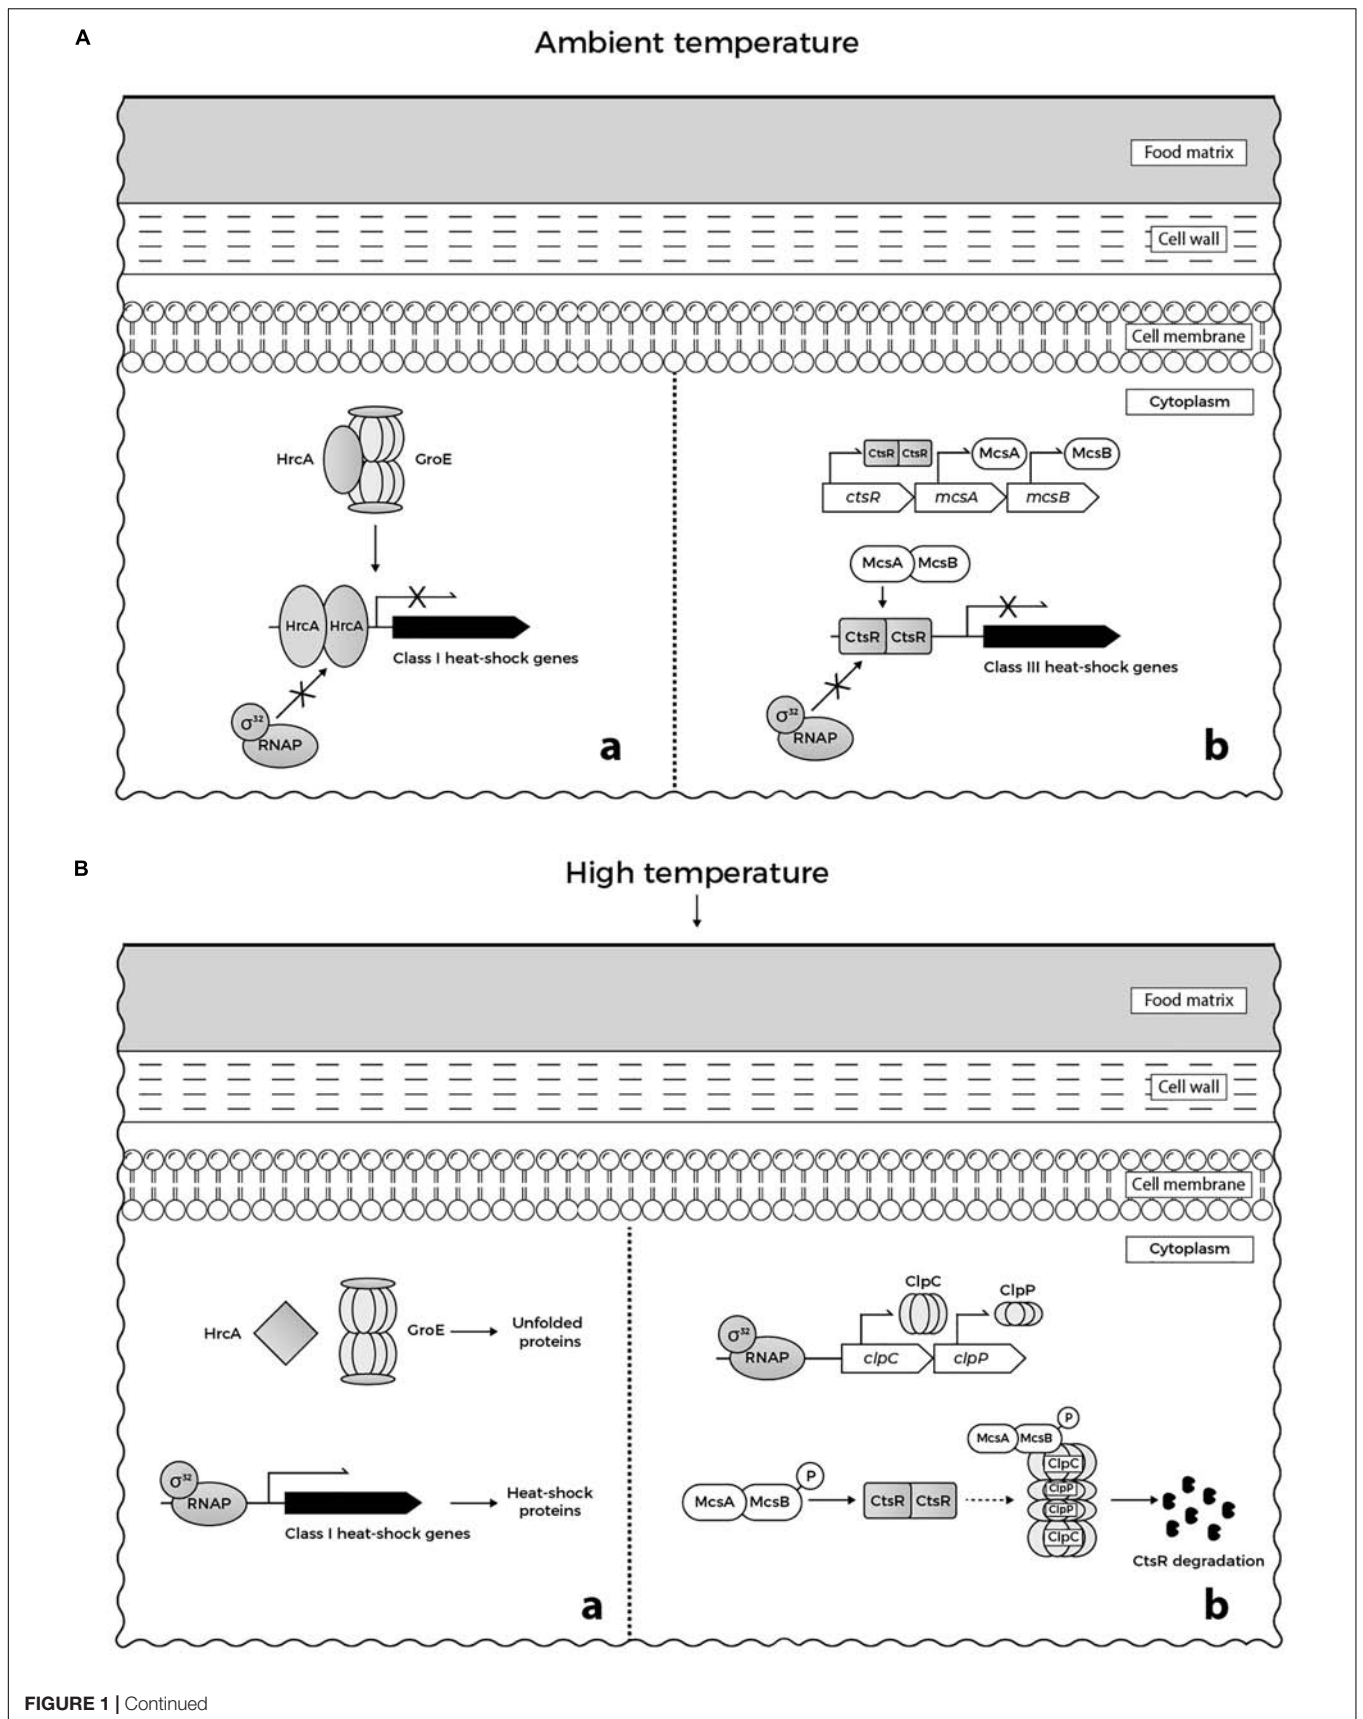 A
Ambient temperature
Food matrix
Cell wall
Cell membrane
Cytoplasm
HrcA
GroE
HrcA HrcA
Class I heat-shock genes
σ³²
RNAP
a
CtsR CtsR
McsA
McsB
ctsR
mcsA
mcsB
McsA McsB
CtsR CtsR
Class III heat-shock genes
σ³²
RNAP
b
B
High temperature
Food matrix
Cell wall
Cell membrane
Cytoplasm
HrcA
GroE
Unfolded
proteins
σ³²
RNAP
Class I heat-shock genes
Heat-shock
proteins
a
ClpC
ClpP
σ³²
RNAP
clpC
clpP
P
McsA McsB
CtsR CtsR
P
McsA McsB
ClpC
ClpP
ClpP
ClpC
CtsR degradation
b
FIGURE 1 | Continued